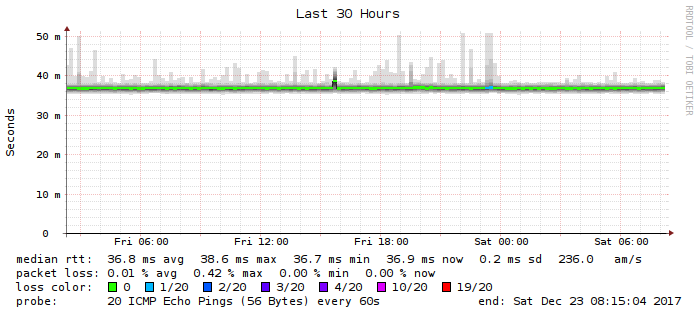 Last 30 Hours
RRDTOOL / TOBI OETIKER
Seconds
50 m
40 m
30 m
20 m
10 m
0
Fri 06:00 Fri 12:00 Fri 18:00 Sat 00:00 Sat 06:00
median rtt: 36.8 ms avg 38.6 ms max 36.7 ms min 36.9 ms now 0.2 ms sd 236.0 am/s
packet loss: 0.01 % avg 0.42 % max 0.00 % min 0.00 % now
loss color: 0 1/20 2/20 3/20 4/20 10/20 19/20
probe: 20 ICMP Echo Pings (56 Bytes) every 60s end: Sat Dec 23 08:15:04 2017